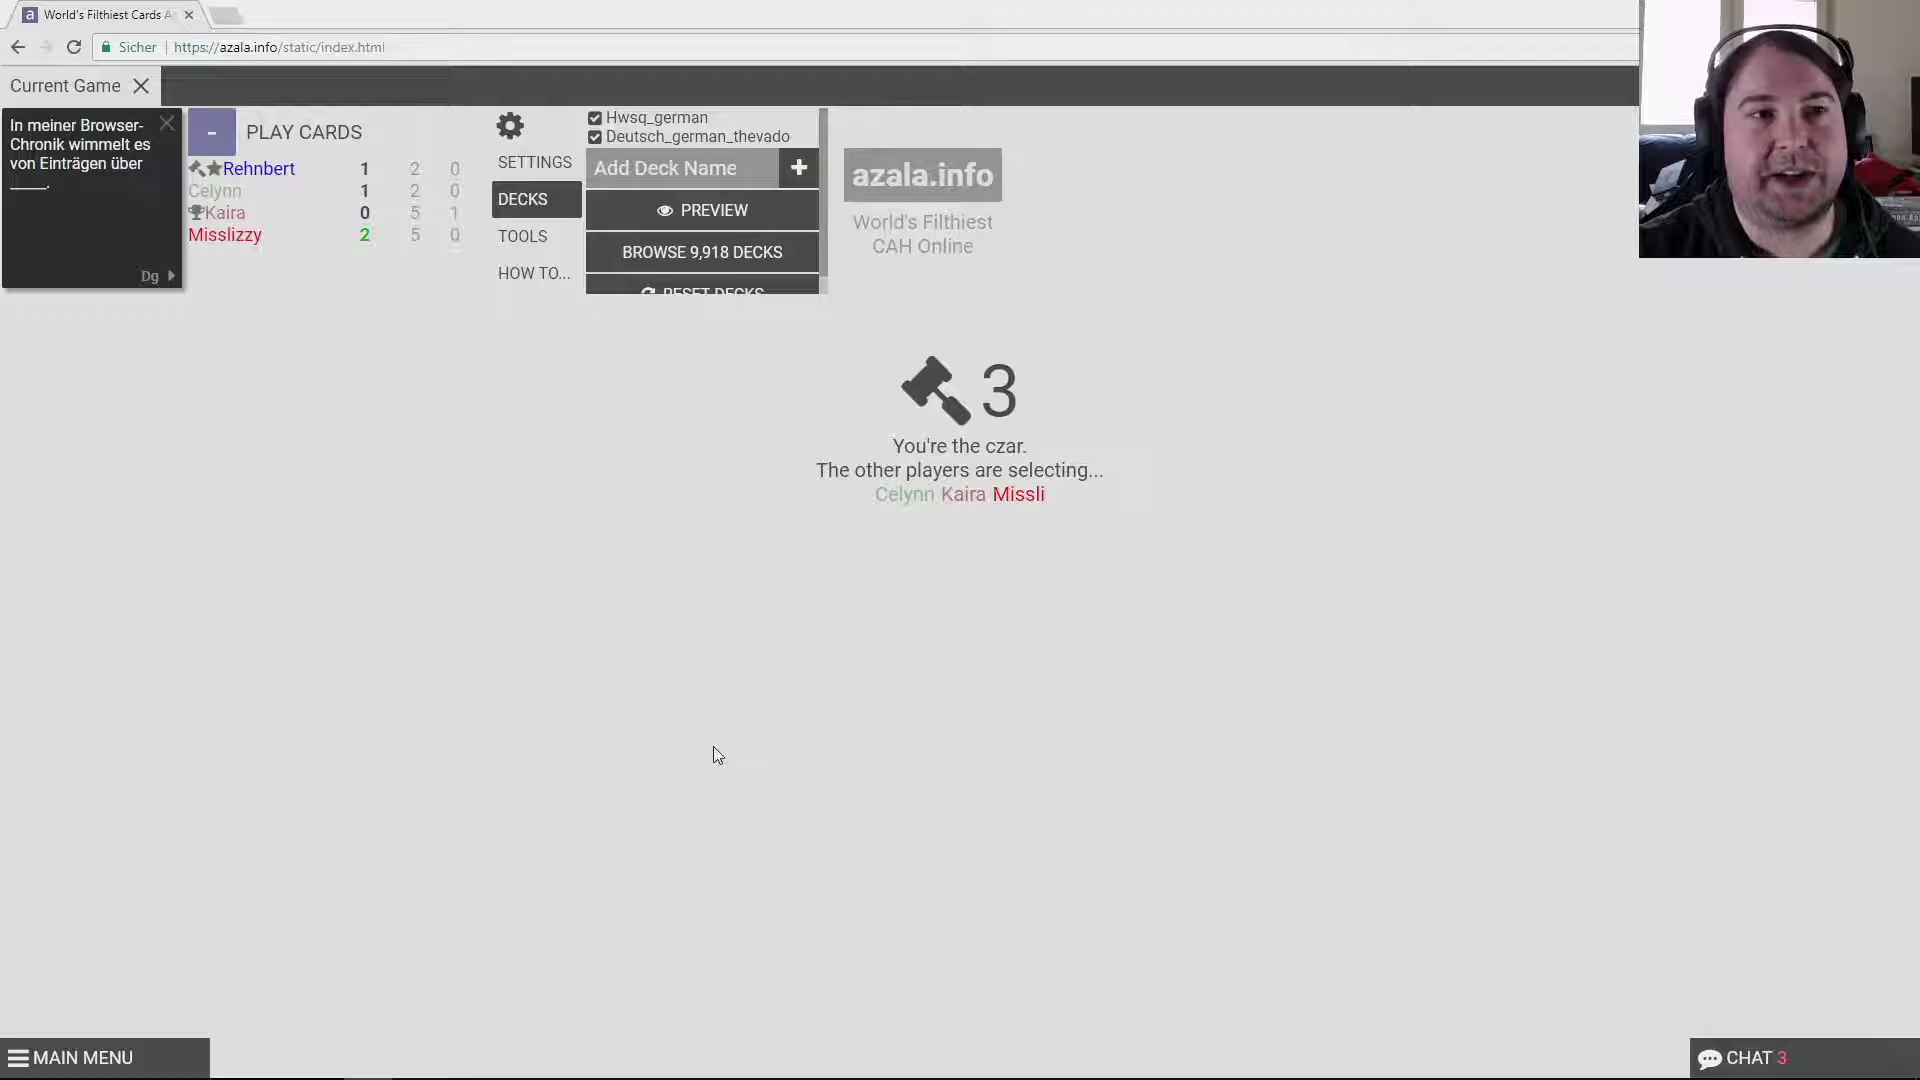 World's Filthiest Cards A
Sicher
https://azala.info/static/index.html
Current Game
In meiner Browser-
Chronik wimmelt es
von Einträgen über
____.
Dg
- PLAY CARDS
Rehnbert 1 2 0
Celynn 1 2 0
Kaira 0 5 1
Misslizzy 2 5 0
SETTINGS
DECKS
TOOLS
HOW TO...
Hwsq_german
Deutsch_german_thevado
Add Deck Name +
PREVIEW
BROWSE 9,918 DECKS
RESET DECKS
azala.info
World's Filthiest
CAH Online
3
You're the czar.
The other players are selecting...
Celynn Kaira Missli
MAIN MENU
CHAT 3